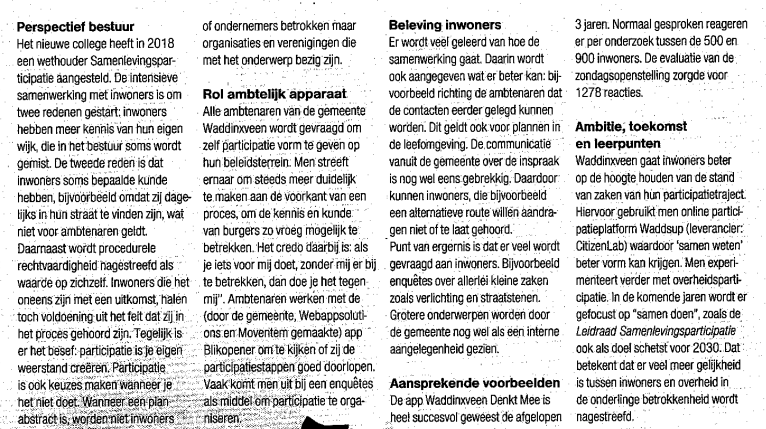 Perspectief bestuur
Het nieuwe college heeft in 2018
een wethouder Samenlevingspar-
ticipatie aangesteld. De intensieve
samenwerking met inwoners is om
twee redenen gestart: inwoners
hebben meer kennis van hun eigen
wijk, die in het bestuur soms wordt
gemist. De tweede reden is dat
inwoners soms bepaalde kunde
hebben, bijvoorbeeld omdat zij dage-
lijks in hun straat te vinden zijn, wat
niet voor ambtenaren geldt.
Daarnaast wordt procedurele
rechtvaardigheid nagestreefd als
waarde op zichzelf. Inwoners die het
oneens zijn met een uitkomst, halen
toch voldoening uit het feit dat zij in
het proces gehoord zijn. Tegelijk is
er het besef: participatie is je eigen
weerstand creëren. Participatie
is ook keuzes maken wanneer je
het niet doet. Wanneer een plan
abstract is, worden niet inwoners
of ondernemers betrokken maar
organisaties en verenigingen die
met het onderwerp bezig zijn.
Rol ambtelijk apparaat
Alle ambtenaren van de gemeente
Waddinxveen wordt gevraagd om
zelf participatie vorm te geven op
hun beleidsterrein. Men streeft
ernaar om steeds meer duidelijk
te maken aan de voorkant van een
proces, om de kennis en kunde
van burgers zo vroeg mogelijk te
betrekken. Het credo daarbij is: als
je iets voor mij doet, zonder mij er bij
te betrekken, dan doe je het tegen
mij". Ambtenaren werken met de
(door de gemeente, Webappsoluti-
ons en Moventem gemaakte) app
Blikopener om te kijken of zij de
participatiestappen goed doorlopen.
Vaak komt men uit bij een enquêtes
als middel om participatie te orga-
niseren.
Beleving inwoners
Er wordt veel geleerd van hoe de
samenwerking gaat. Daarin wordt
ook aangegeven wat er beter kan: bij-
voorbeeld richting de ambtenaren dat
de contacten eerder gelegd kunnen
worden. Dit geldt ook voor plannen in
de leefomgeving. De communicatie
vanuit de gemeente over de inspraak
is nog wel eens gebrekkig. Daardoor
kunnen inwoners, die bijvoorbeeld
een alternatieve route willen aandra-
gen niet of te laat gehoord.
Punt van ergernis is dat er veel wordt
gevraagd aan inwoners. Bijvoorbeeld
enquêtes over allerlei kleine zaken
zoals verlichting en straatstenen.
Grotere onderwerpen worden door
de gemeente nog wel als een interne
aangelegenheid gezien.
Aansprekende voorbeelden
De app Waddinxveen Denkt Mee is
heel succesvol geweest de afgelopen
3 jaren. Normaal gesproken reageren
er per onderzoek tussen de 500 en
900 inwoners. De evaluatie van de
zondagsopenstelling zorgde voor
1278 reacties.
Ambitie, toekomst
en leerpunten
Waddinxveen gaat inwoners beter
op de hoogte houden van de stand
van zaken van hun participatietraject.
Hiervoor gebruikt men online partici-
patieplatform Waddsup (leverancier:
CitizenLab) waardoor 'samen weten'
beter vorm kan krijgen. Men experi-
menteert verder met overheidsparti-
cipatie. In de komende jaren wordt er
gefocust op "samen doen", zoals de
Leidraad Samenlevingsparticipatie
ook als doel schetst voor 2030. Dat
betekent dat er veel meer gelijkheid
is tussen inwoners en overheid in
de onderlinge betrokkenheid wordt
nagestreefd.